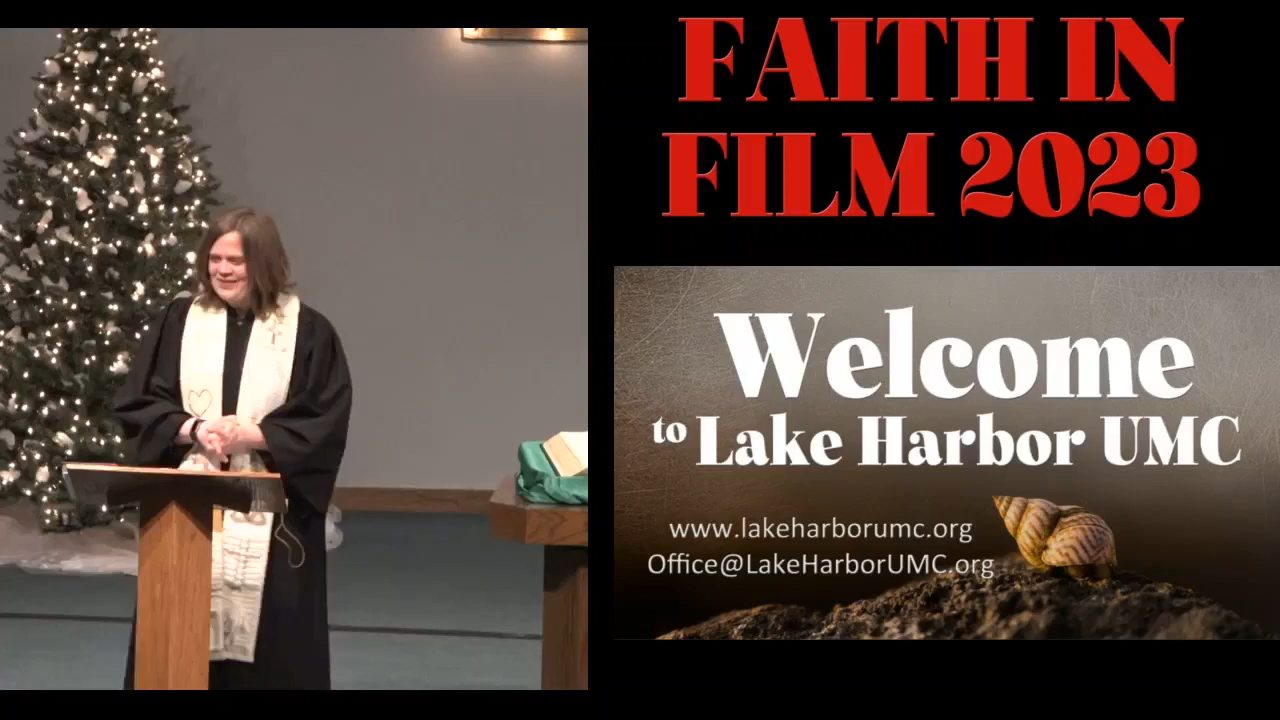 FAITH IN
FILM 2023
Welcome
to Lake Harbor UMC
www.lakeharborumc.org
Office@LakeHarborUMC.org